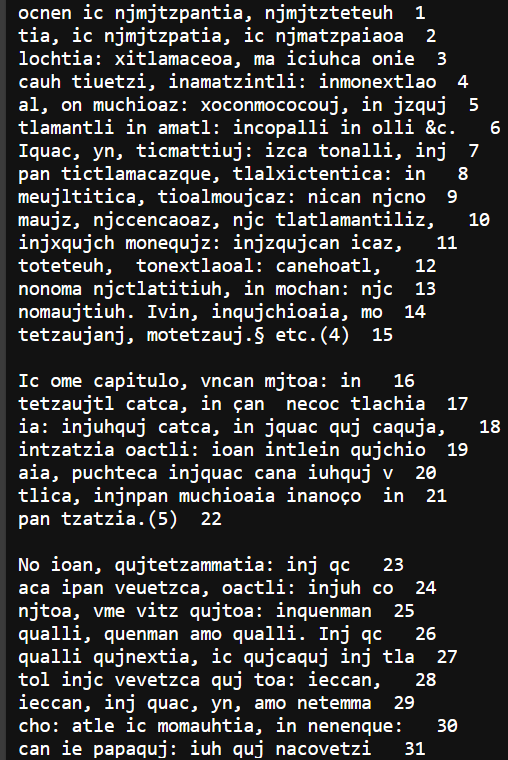 ocnen ic njmjtzpantia, njmjtzteteuh  1
tia, ic njmjtzpatia, ic njmatzpaiaoa  2
lochtia: xitlamaceoa, ma iciuhca onie  3
cauh tiuetzi, inamatzintli: inmonextlao  4
al, on muchioaz: xoconmococouj, in jzquj  5
tlamantli in amatl: incopalli in olli &c.   6
Iquac, yn, ticmattiuj: izca tonalli, inj  7
pan tictlamacazque, tlalxictentica: in   8
meujltitica, tioalmoujcaz: nican njcno  9
maujz, njccencaoaz, njc tlatlamantiliz,   10
injxqujch monequjz: injzqujcan icaz,   11
toteteuh,  tonextlaoal: canehoatl,   12
nonoma njctlatitiuh, in mochan: njc  13
nomaujtiuh. Ivin, inqujchioaia, mo  14
tetzaujanj, motetzauj.§ etc.(4)  15

Ic ome capitulo, vncan mjtoa: in   16
tetzaujtl catca, in çan  necoc tlachia  17
ia: injuhquj catca, in jquac quj caquja,   18
intzatzia oactli: ioan intlein qujchio  19
aia, puchteca injquac cana iuhquj v  20
tlica, injnpan muchioaia inanoço  in  21
pan tzatzia.(5)  22

No ioan, qujtetzammatia: inj qc   23
aca ipan veuetzca, oactli: injuh co  24
njtoa, vme vitz qujtoa: inquenman  25
qualli, quenman amo qualli. Inj qc   26
qualli qujnextia, ic qujcaquj inj tla  27
tol injc vevetzca quj toa: ieccan,   28
ieccan, inj quac, yn, amo netemma  29
cho: atle ic momauhtia, in nenenque:   30
can ie papaquj: iuh quj nacovetzi   31